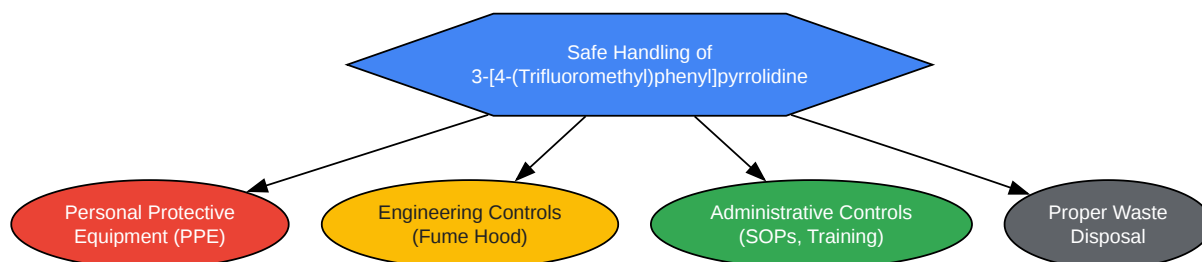 Safe Handling of
3-[4-(Trifluoromethyl)phenyl]pyrrolidine
Personal Protective
Equipment (PPE)
Engineering Controls
(Fume Hood)
Administrative Controls
(SOPs, Training)
Proper Waste
Disposal